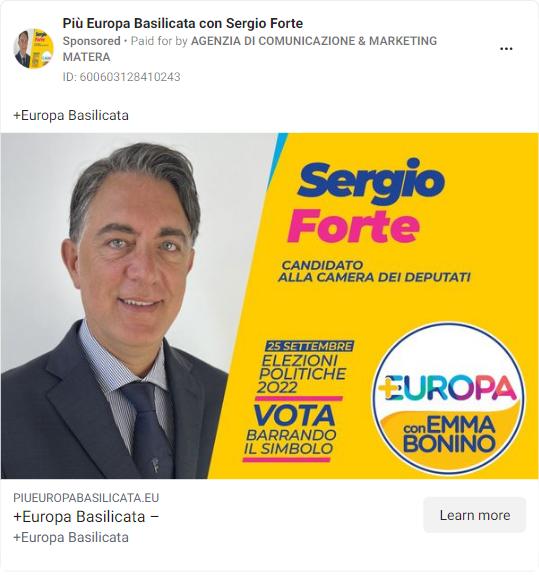 Più Europa Basilicata con Sergio Forte
Sponsored • Paid for by AGENZIA DI COMUNICAZIONE & MARKETING
MATERA
ID: 600603128410243
+Europa Basilicata
Sergio
Forte
CANDIDATO
ALLA CAMERA DEI DEPUTATI
25 SETTEMBRE
ELEZIONI
POLITICHE
2022
VOTA
BARRANDO
IL SIMBOLO
+EUROPA
con EMMA
BONINO
PIUEUROPABASILICATA.EU
+Europa Basilicata –
+Europa Basilicata
Learn more